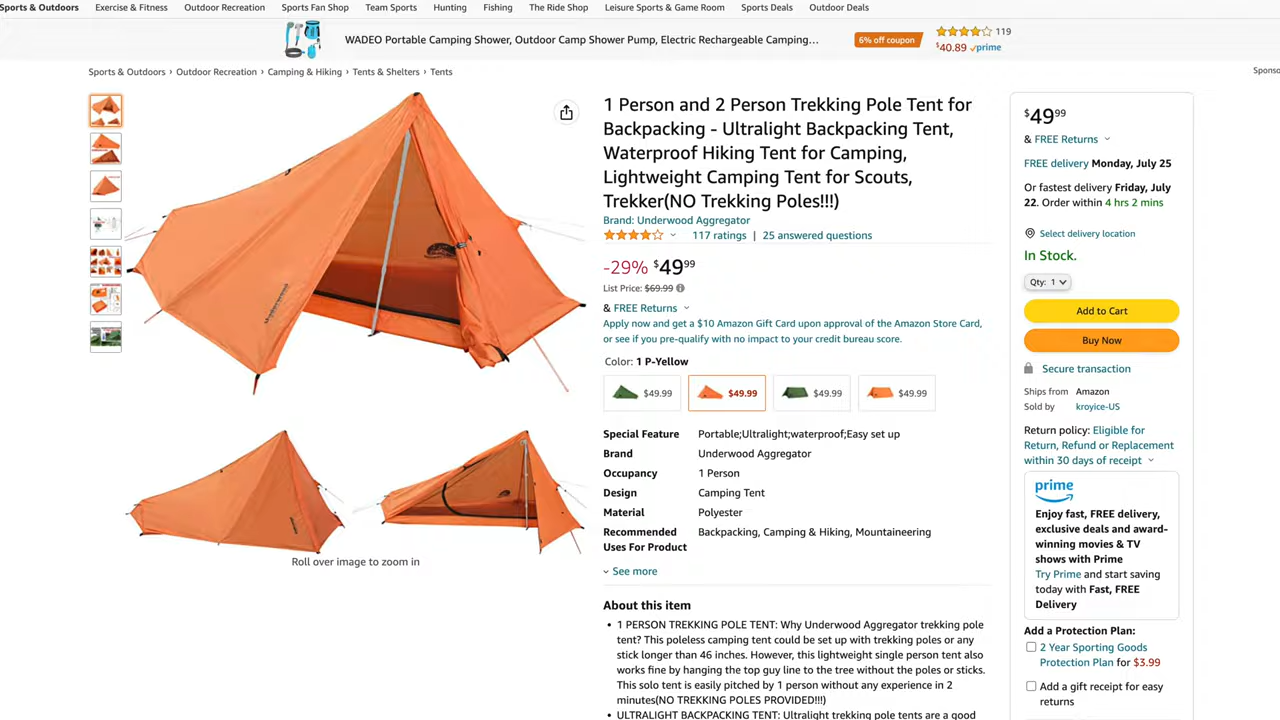 Sports & Outdoors Exercise & Fitness Outdoor Recreation Sports Fan Shop Team Sports Hunting Fishing The Ride Shop Leisure Sports & Game Room Sports Deals Outdoor Deals
WADEO Portable Camping Shower, Outdoor Camp Shower Pump, Electric Rechargeable Camping…
6% off coupon
119
$40.89 prime
Sports & Outdoors › Outdoor Recreation › Camping & Hiking › Tents & Shelters › Tents
Sponso
1 Person and 2 Person Trekking Pole Tent for
Backpacking - Ultralight Backpacking Tent,
Waterproof Hiking Tent for Camping,
Lightweight Camping Tent for Scouts,
Trekker(NO Trekking Poles!!!)
Brand: Underwood Aggregator
117 ratings | 25 answered questions
-29% $49 99
List Price: $69.99
& FREE Returns
Apply now and get a $10 Amazon Gift Card upon approval of the Amazon Store Card,
or see if you pre-qualify with no impact to your credit bureau score.
Color: 1 P-Yellow
$49.99 $49.99 $49.99 $49.99
Special Feature Portable;Ultralight;waterproof;Easy set up
Brand Underwood Aggregator
Occupancy 1 Person
Design Camping Tent
Material Polyester
Recommended Backpacking, Camping & Hiking, Mountaineering
Uses For Product
See more
Roll over image to zoom in
About this item
• 1 PERSON TREKKING POLE TENT: Why Underwood Aggregator trekking pole
tent? This poleless camping tent could be set up with trekking poles or any
stick longer than 46 inches. However, this lightweight single person tent also
works fine by hanging the top guy line to the tree without the poles or sticks.
This solo tent is easily pitched by 1 person without any experience in 2
minutes(NO TREKKING POLES PROVIDED!!!)
• ULTRALIGHT BACKPACKING TENT: Ultralight trekking pole tents are a good
$49 99
& FREE Returns
FREE delivery Monday, July 25
Or fastest delivery Friday, July
22. Order within 4 hrs 2 mins
Select delivery location
In Stock.
Qty: 1
Add to Cart
Buy Now
Secure transaction
Ships from Amazon
Sold by kroyice-US
Return policy: Eligible for
Return, Refund or Replacement
within 30 days of receipt
prime
Enjoy fast, FREE delivery,
exclusive deals and award-
winning movies & TV
shows with Prime
Try Prime and start saving
today with Fast, FREE
Delivery
Add a Protection Plan:
2 Year Sporting Goods
Protection Plan for $3.99
Add a gift receipt for easy
returns